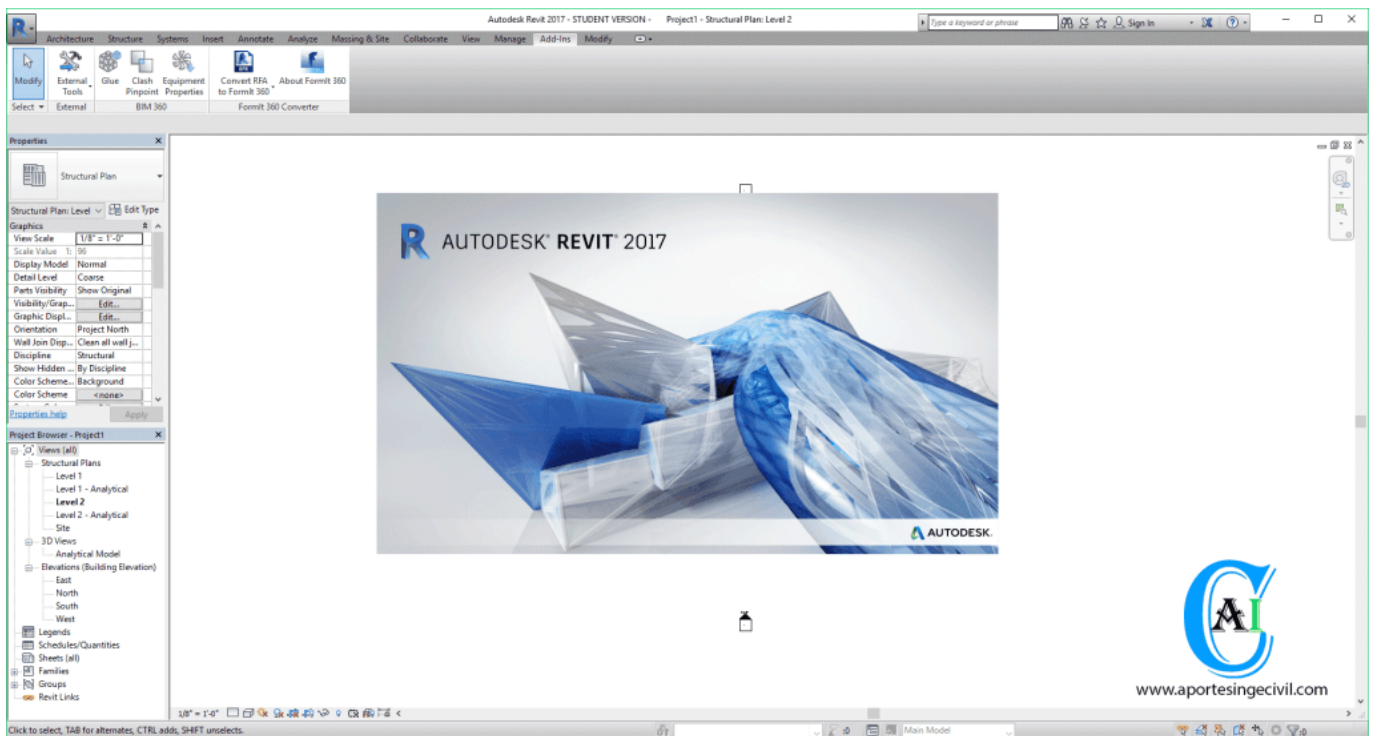 Autodesk Revit 2017 - STUDENT VERSION - Project1 - Structural Plan: Level 2
Type a keyword or phrase
Sign In
Architecture Structure Systems Insert Annotate Analyze Massing & Site Collaborate View Manage Add-Ins Modify
Modify
External Tools
Glue
Clash Pinpoint
Equipment Properties
Convert RFA to FormIt 360
About FormIt 360
Select External BIM 360 FormIt 360 Converter
Properties
Structural Plan
Structural Plan: Level Edit Type
Graphics
View Scale 1/8" = 1'-0"
Scale Value 1: 96
Display Model Normal
Detail Level Coarse
Parts Visibility Show Original
Visibility/Grap... Edit...
Graphic Displ... Edit...
Orientation Project North
Wall Join Disp... Clean all wall j...
Discipline Structural
Show Hidden ... By Discipline
Color Scheme... Background
Color Scheme <none>
Properties help Apply
Project Browser - Project1
Views (all)
Structural Plans
Level 1
Level 1 - Analytical
Level 2
Level 2 - Analytical
Site
3D Views
Analytical Model
Elevations (Building Elevation)
East
North
South
West
Legends
Schedules/Quantities
Sheets (all)
Families
Groups
Revit Links
R AUTODESK® REVIT® 2017
AUTODESK.
CAI
www.aportesingecivil.com
1/8" = 1'-0"
Click to select, TAB for alternates, CTRL adds, SHIFT unselects.
:0
Main Model
:0